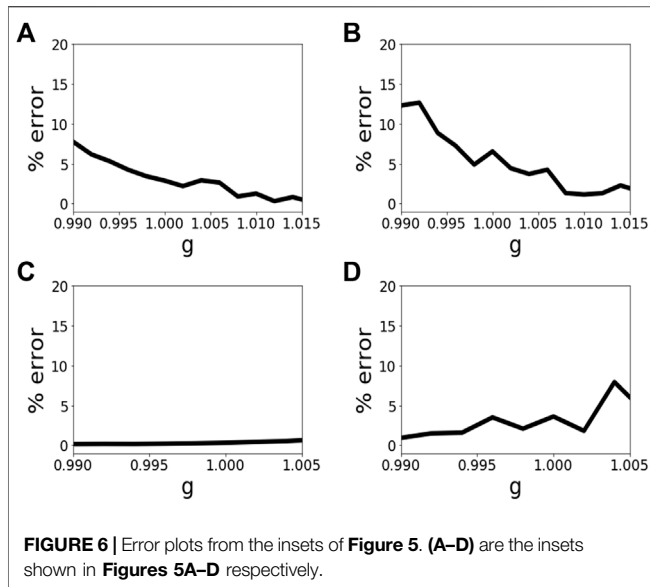 A
20
15
10
5
0
% error
0.990 0.995 1.000 1.005 1.010 1.015
g
B
20
15
10
5
0
% error
0.990 0.995 1.000 1.005 1.010 1.015
g
C
20
15
10
5
0
% error
0.990 0.995 1.000 1.005
g
D
20
15
10
5
0
% error
0.990 0.995 1.000 1.005
g
FIGURE 6 | Error plots from the insets of Figure 5. (A–D) are the insets
shown in Figures 5A–D respectively.